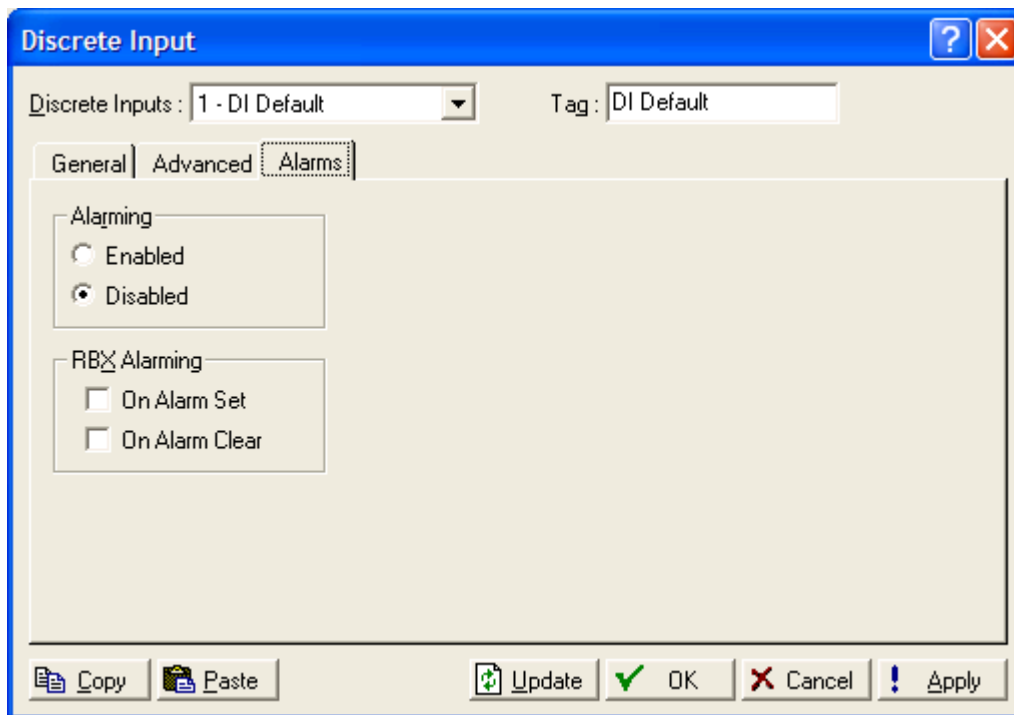 Discrete Input
Discrete Inputs : 1 - DI Default Tag : DI Default
General Advanced Alarms
Alarming
Enabled
Disabled
RBX Alarming
On Alarm Set
On Alarm Clear
Copy Paste Update OK Cancel ! Apply